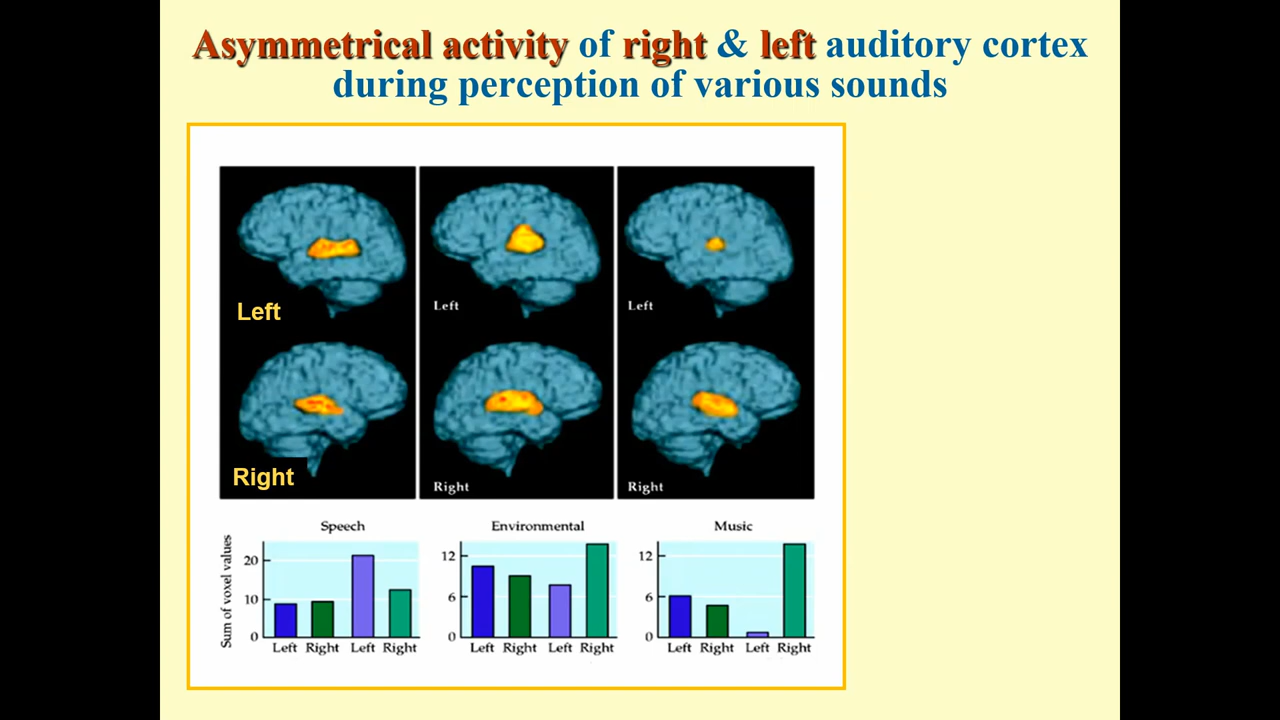 Asymmetrical activity of right & left auditory cortex
during perception of various sounds
Left
Left
Left
Right
Right
Right
Speech
Environmental
Music
Sum of voxel values
20
10
0
Left Right Left Right
12
6
0
Left Right Left Right
12
6
0
Left Right Left Right